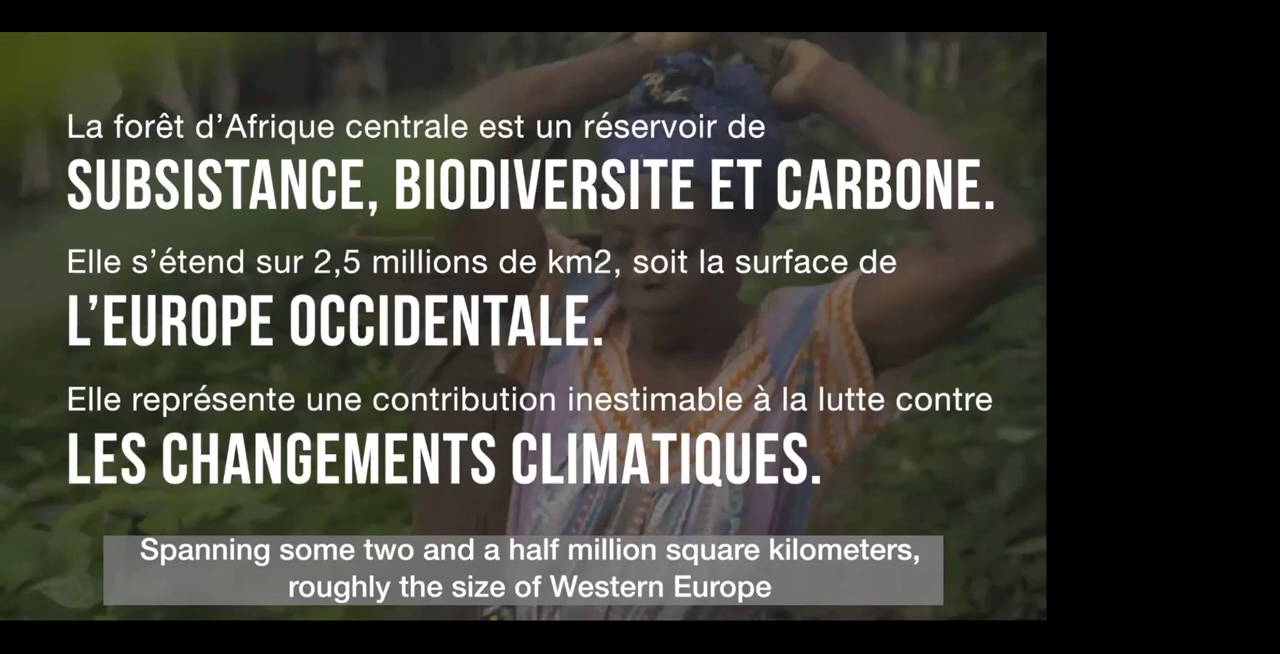 La forêt d’Afrique centrale est un réservoir de
SUBSISTANCE, BIODIVERSITE ET CARBONE.
Elle s’étend sur 2,5 millions de km2, soit la surface de
L’EUROPE OCCIDENTALE.
Elle représente une contribution inestimable à la lutte contre
LES CHANGEMENTS CLIMATIQUES.
Spanning some two and a half million square kilometers,
roughly the size of Western Europe